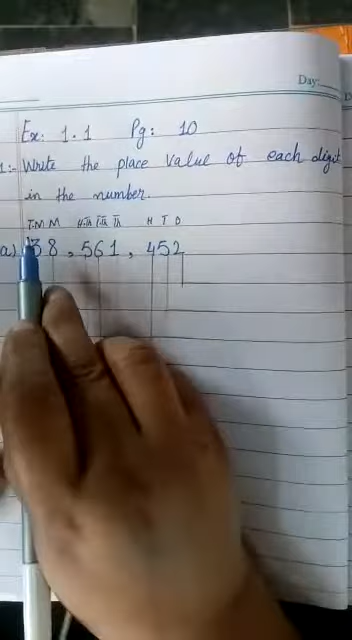 Day:
Ex: 1.1 Pg: 10
1:- Write the place value of each digit
in the number.
T.M M H.Th T.Th Th H T O
a) 38,561,452